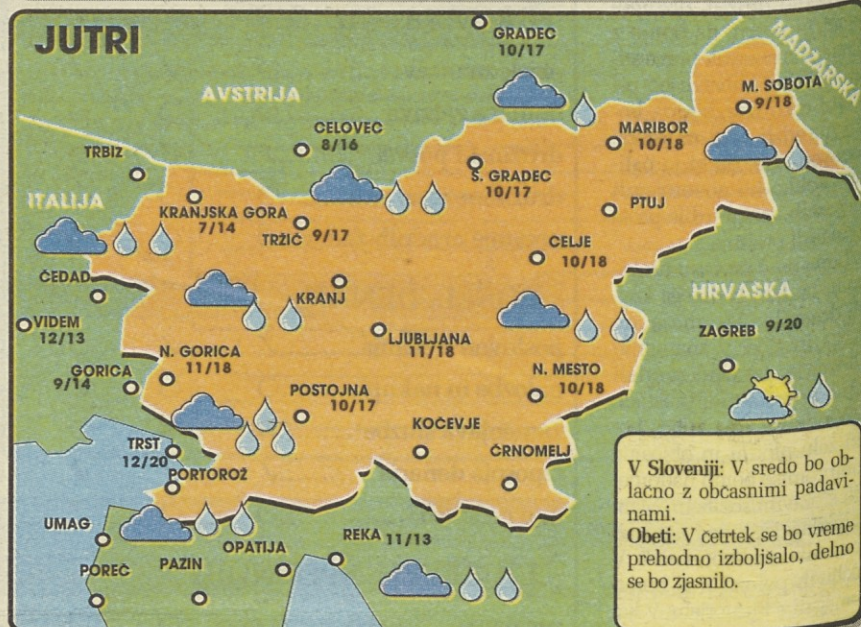 JUTRI
GRADEC
10/17
MADŽARSKA
AVSTRIJA
M. SOBOTA
9/18
CELOVEC
8/16
MARIBOR
10/18
TRBIZ
S. GRADEC
10/17
ITALIJA
KRANJSKA GORA
7/14
TRŽIČ 9/17
PTUJ
CELJE
10/18
ČEDAD
KRANJ
HRVAŠKA
VIDEM
12/13
LJUBLJANA
11/18
ZAGREB 9/20
N. GORICA
11/18
GORICA
9/14
N. MESTO
10/18
POSTOJNA
10/17
KOČEVJE
TRST
12/20
ČRNOMELJ
PORTOROŽ
UMAG
OPATIJA
REKA 11/13
POREČ
PAZIN
V Sloveniji: V sredo bo ob-
lačno z občasnimi padavi-
nami.
Obeti: V četrtek se bo vreme
prehodno izboljšalo, delno
se bo zjasnilo.